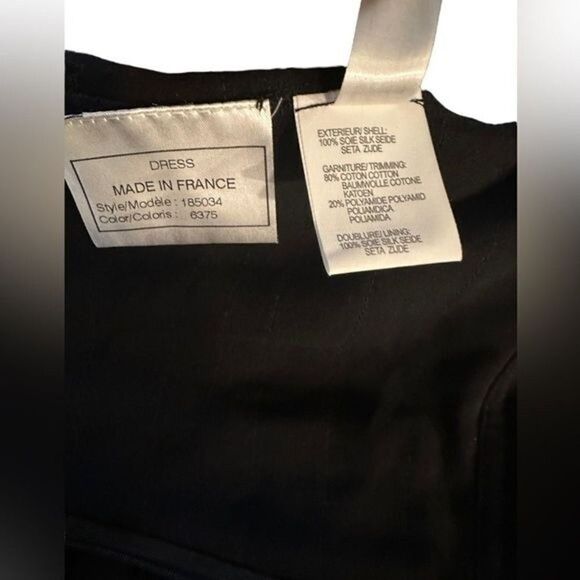 DRESS
MADE IN FRANCE
Style/Modèle : 185034
Color/Coloris : 6375
EXTERIEUR/ SHELL:
100% SOIE SILK SEIDE
SETA ZIJDE
GARNITURE/TRIMMING:
80% COTON COTTON
BAUMWOLLE COTONE
KATOEN
20% POLYAMIDE POLYAMID
POLIAMIDICA
POLIAMIDA
DOUBLURE/ LINING:
100% SOIE SILK SEIDE
SETA ZIJDE